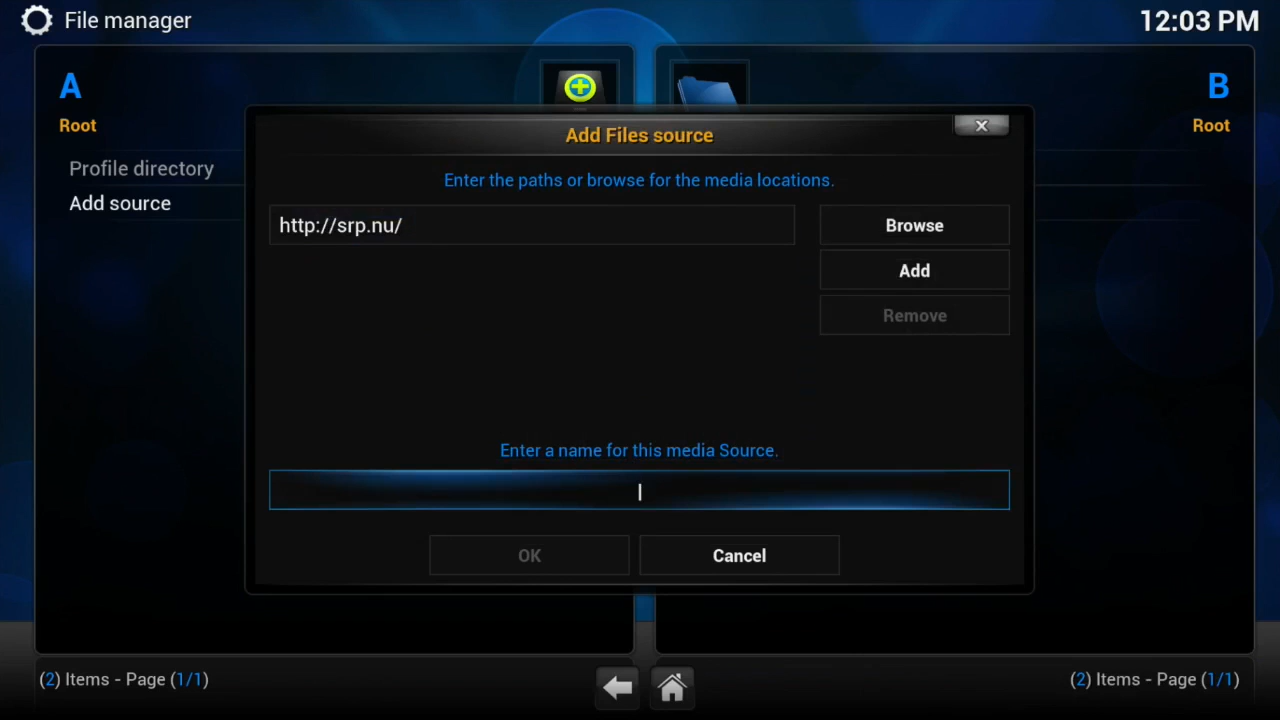 File manager
12:03 PM
A
B
Root
Root
Profile directory
Add source
Add Files source
Enter the paths or browse for the media locations.
http://srp.nu/
Browse
Add
Remove
Enter a name for this media Source.
OK
Cancel
(2) Items - Page (1/1)
(2) Items - Page (1/1)